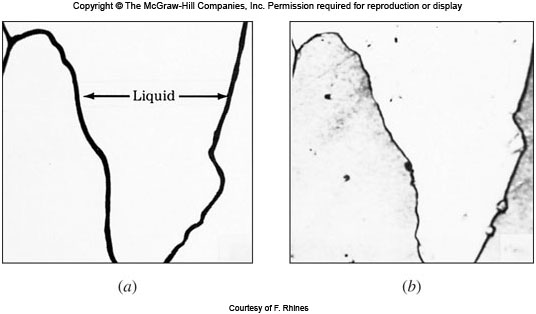 Copyright © The McGraw-Hill Companies, Inc. Permission required for reproduction or display
Liquid
(a)
(b)
Courtesy of F. Rhines